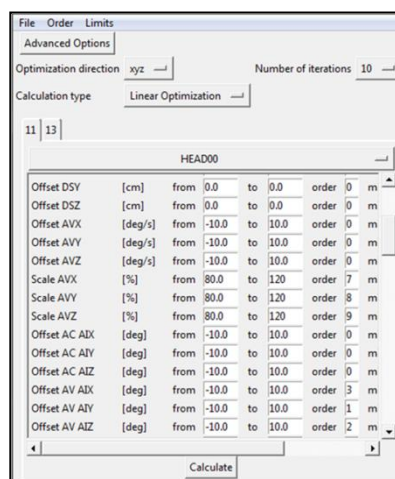 File Order Limits
Advanced Options
Optimization direction xyz Number of iterations 10
Calculation type Linear Optimization
11 13
HEAD00
Offset DSY [cm] from 0.0 to 0.0 order 0 m
Offset DSZ [cm] from 0.0 to 0.0 order 0 m
Offset AVX [deg/s] from -10.0 to 10.0 order 0 m
Offset AVY [deg/s] from -10.0 to 10.0 order 0 m
Offset AVZ [deg/s] from -10.0 to 10.0 order 0 m
Scale AVX [%] from 80.0 to 120 order 7 m
Scale AVY [%] from 80.0 to 120 order 8 m
Scale AVZ [%] from 80.0 to 120 order 9 m
Offset AC AIX [deg] from -10.0 to 10.0 order 0 m
Offset AC AIY [deg] from -10.0 to 10.0 order 0 m
Offset AC AIZ [deg] from -10.0 to 10.0 order 0 m
Offset AV AIX [deg] from -10.0 to 10.0 order 3 m
Offset AV AIY [deg] from -10.0 to 10.0 order 1 m
Offset AV AIZ [deg] from -10.0 to 10.0 order 2 m
Calculate